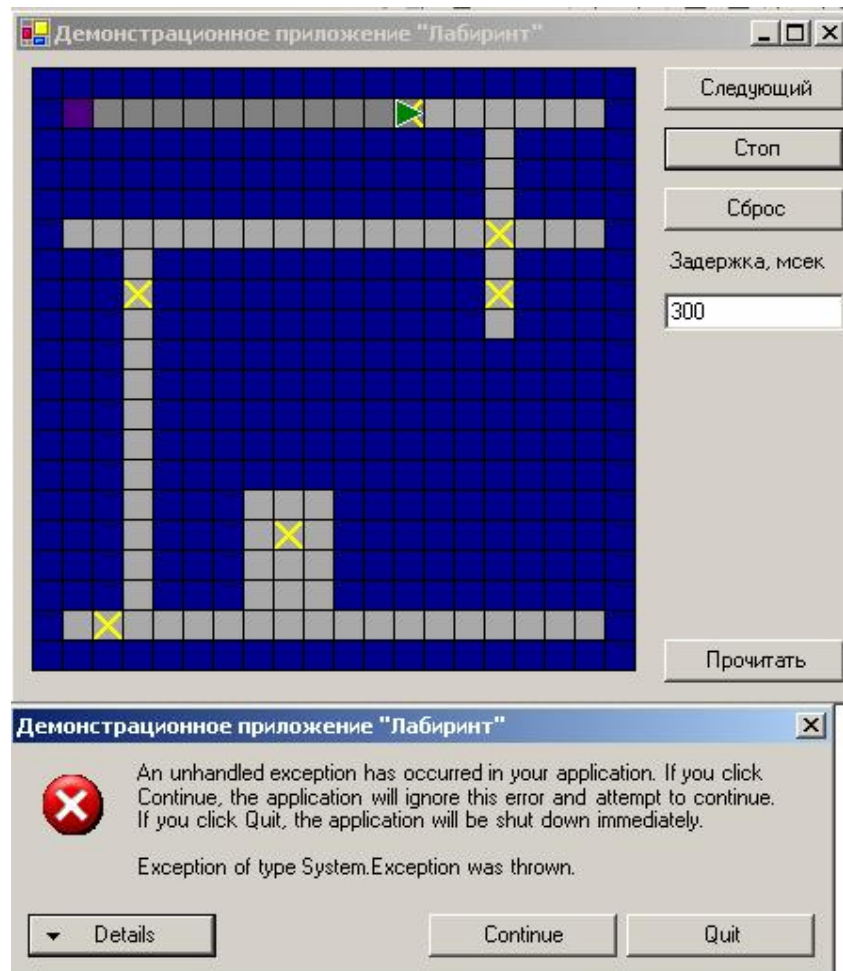 Демонстрационное приложение "Лабиринт"
Следующий
Стоп
Сброс
Задержка, мсек
300
Прочитать
Демонстрационное приложение "Лабиринт"
An unhandled exception has occurred in your application. If you click
Continue, the application will ignore this error and attempt to continue.
If you click Quit, the application will be shut down immediately.
Exception of type System.Exception was thrown.
Details
Continue
Quit